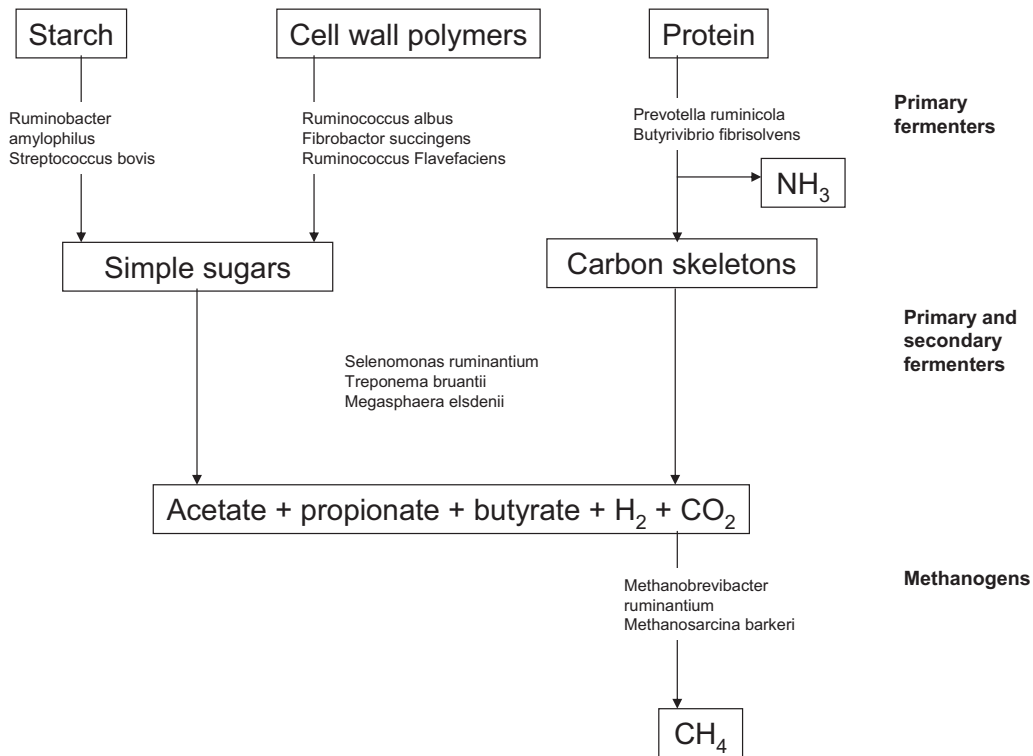 Starch
Cell wall polymers
Protein
Ruminobacter
amylophilus
Streptococcus bovis
Ruminococcus albus
Fibrobactor succingens
Ruminococcus Flavefaciens
Prevotella ruminicola
Butyrivibrio fibrisolvens
Primary
fermenters
NH₃
Simple sugars
Carbon skeletons
Primary and
secondary
fermenters
Selenomonas ruminantium
Treponema bruantii
Megasphaera elsdenii
Acetate + propionate + butyrate + H₂ + CO₂
Methanogens
Methanobrevibacter
ruminantium
Methanosarcina barkeri
CH₄